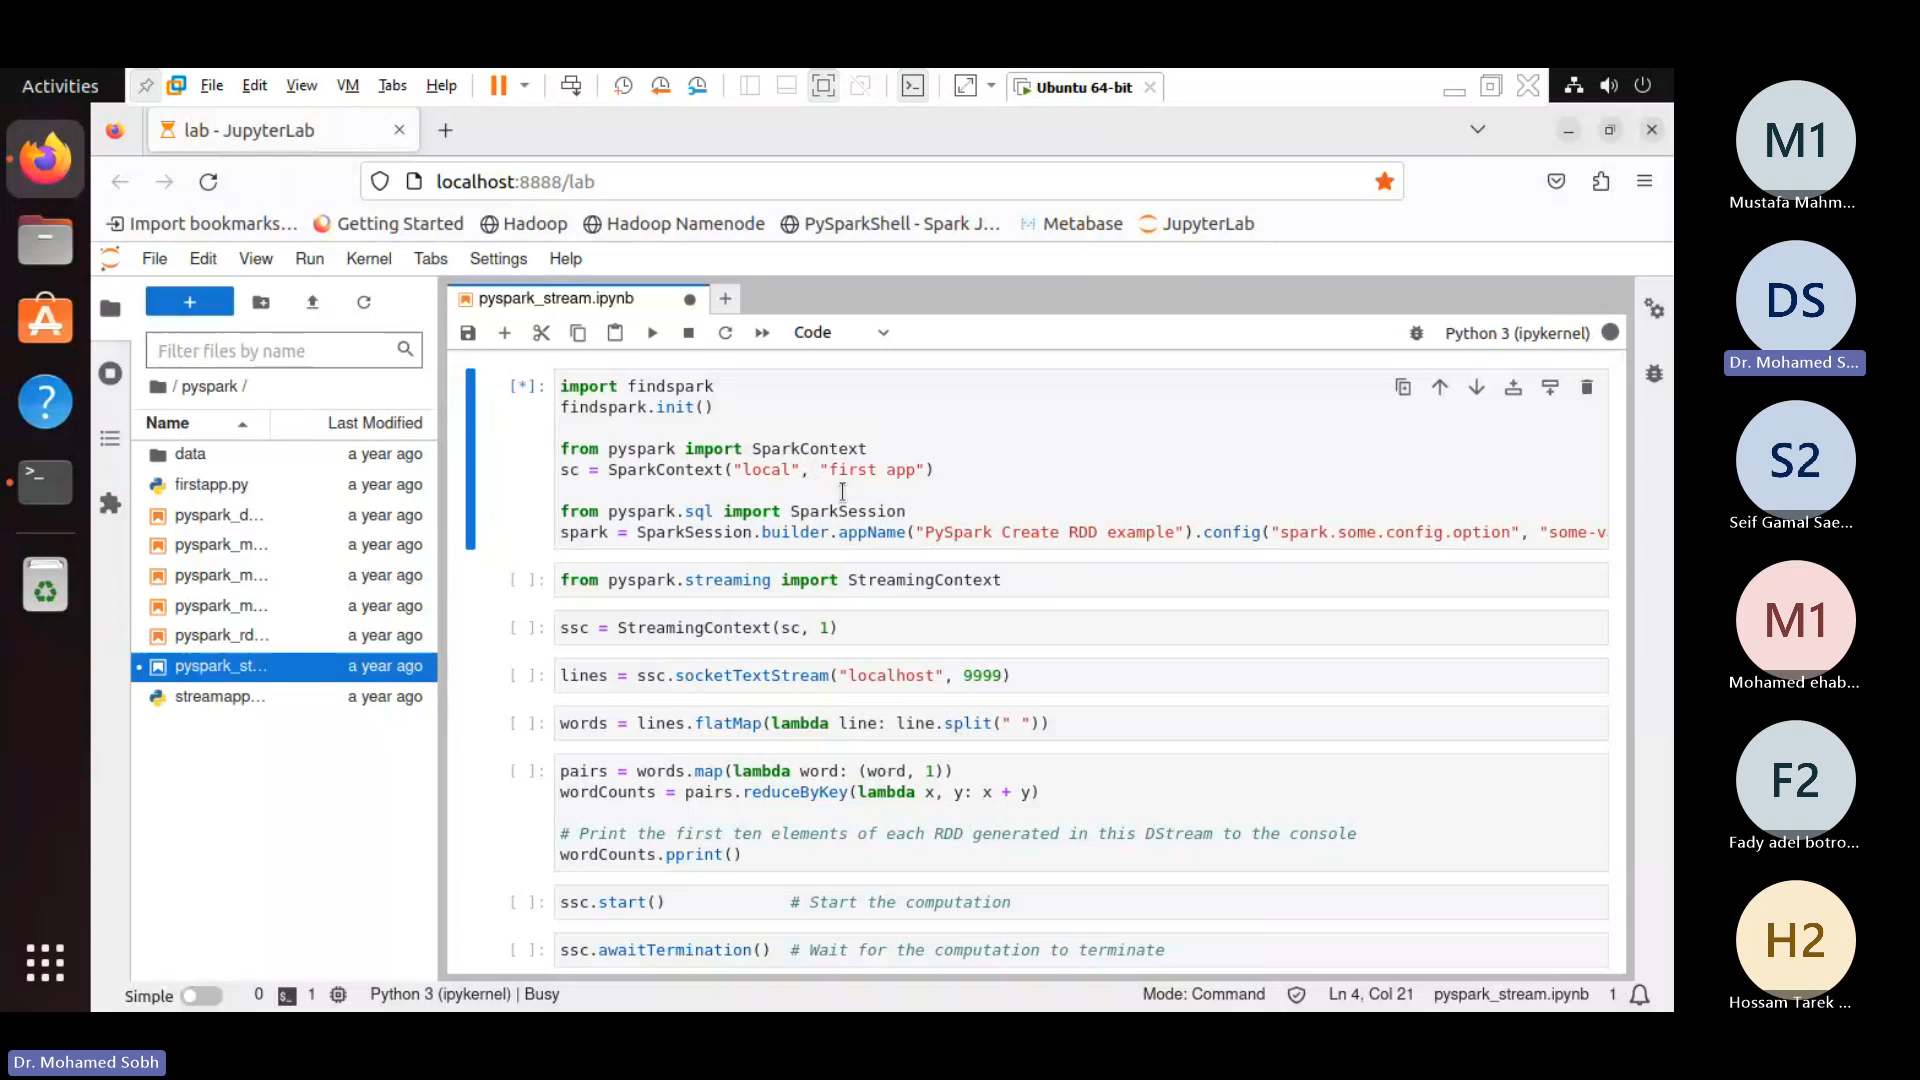 Activities
File Edit View VM Tabs Help
Ubuntu 64-bit
lab - JupyterLab
localhost:8888/lab
Import bookmarks... Getting Started Hadoop Hadoop Namenode PySparkShell - Spark J... Metabase JupyterLab
File Edit View Run Kernel Tabs Settings Help
pyspark_stream.ipynb
Code
Python 3 (ipykernel)
Filter files by name
/ pyspark /
Name Last Modified
data a year ago
firstapp.py a year ago
pyspark_d... a year ago
pyspark_m... a year ago
pyspark_m... a year ago
pyspark_m... a year ago
pyspark_rd... a year ago
pyspark_st... a year ago
streamapp... a year ago
[*]: import findspark
findspark.init()
from pyspark import SparkContext
sc = SparkContext("local", "first app")
from pyspark.sql import SparkSession
spark = SparkSession.builder.appName("PySpark Create RDD example").config("spark.some.config.option", "some-v
[ ]: from pyspark.streaming import StreamingContext
[ ]: ssc = StreamingContext(sc, 1)
[ ]: lines = ssc.socketTextStream("localhost", 9999)
[ ]: words = lines.flatMap(lambda line: line.split(" "))
[ ]: pairs = words.map(lambda word: (word, 1))
wordCounts = pairs.reduceByKey(lambda x, y: x + y)
# Print the first ten elements of each RDD generated in this DStream to the console
wordCounts.pprint()
[ ]: ssc.start() # Start the computation
[ ]: ssc.awaitTermination() # Wait for the computation to terminate
Simple 0 1 Python 3 (ipykernel) | Busy
Mode: Command Ln 4, Col 21 pyspark_stream.ipynb 1
M1
Mustafa Mahm...
DS
Dr. Mohamed S...
S2
Seif Gamal Sae...
M1
Mohamed ehab...
F2
Fady adel botro...
H2
Hossam Tarek ...
Dr. Mohamed Sobh